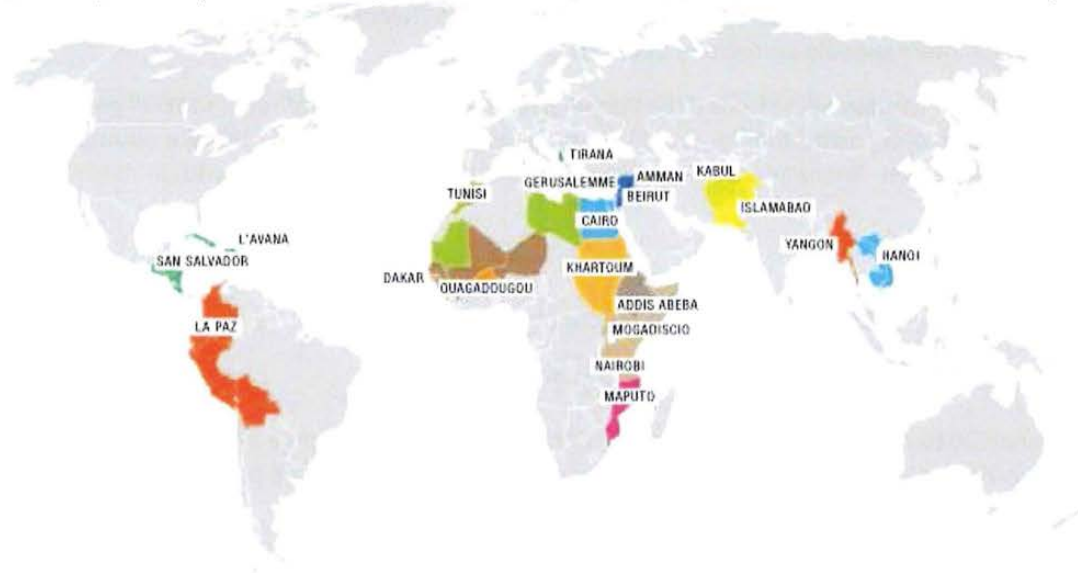 TIRANA
KABUL
GERUSALEMME
AMMAN
TUNISI
BEIRUT
ISLAMABAD
CAIRO
L'AVANA
YANGON
HANOI
SAN SALVADOR
KHARTOUM
DAKAR
OUAGADOUGOU
ADDIS ABEBA
LA PAZ
MOGADISCIO
NAIROBI
MAPUTO